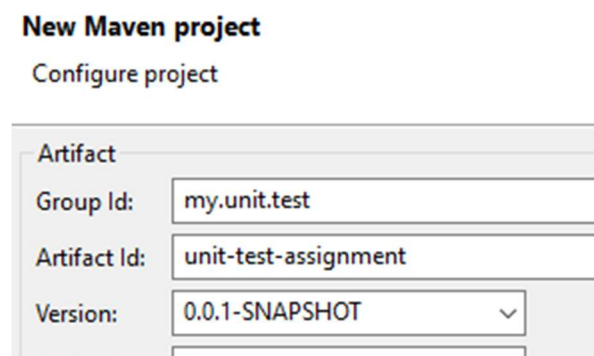 New Maven project
Configure project
Artifact
Group Id: my.unit.test
Artifact Id: unit-test-assignment
Version: 0.0.1-SNAPSHOT